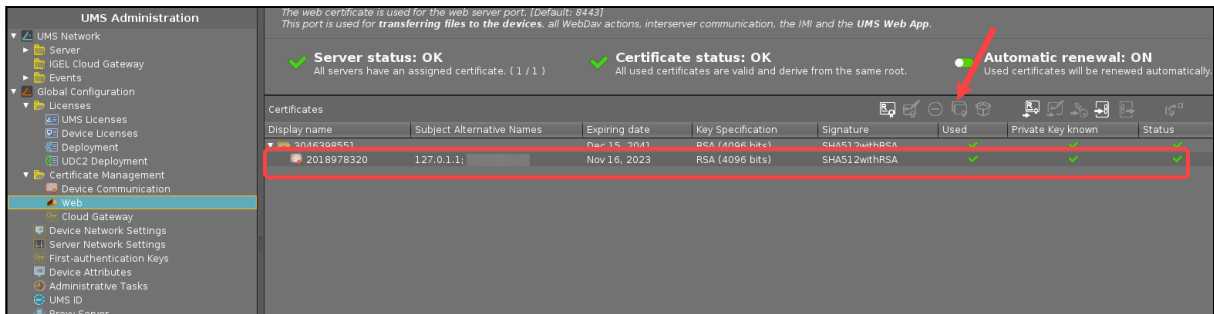 UMS Administration
UMS Network
Server
IGEL Cloud Gateway
Events
Global Configuration
Licenses
UMS Licenses
Device Licenses
Deployment
UDC2 Deployment
Certificate Management
Device Communication
Web
Cloud Gateway
Device Network Settings
Server Network Settings
First-authentication Keys
Device Attributes
Administrative Tasks
UMS ID
Proxy Server
The web certificate is used for the web server port. [Default: 8443]
This port is used for transferring files to the devices, all WebDav actions, interserver communication, the IMI and the UMS Web App.
Server status: OK
All servers have an assigned certificate. ( 1 / 1 )
Certificate status: OK
All used certificates are valid and derive from the same root.
Automatic renewal: ON
Used certificates will be renewed automatically.
Certificates
Display name Subject Alternative Names Expiring date Key Specification Signature Used Private Key known Status
3046398551 Dec 15, 2041 RSA (4096 bits) SHA512withRSA
2018978320 127.0.1.1; Nov 16, 2023 RSA (4096 bits) SHA512withRSA